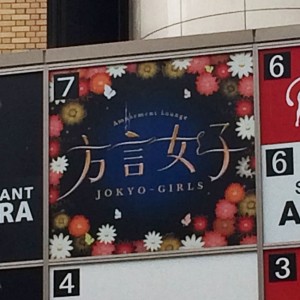 7
Amusement Lounge
方言女子
JOKYO-GIRLS
6
ANT
RA
6
S
A
4
3